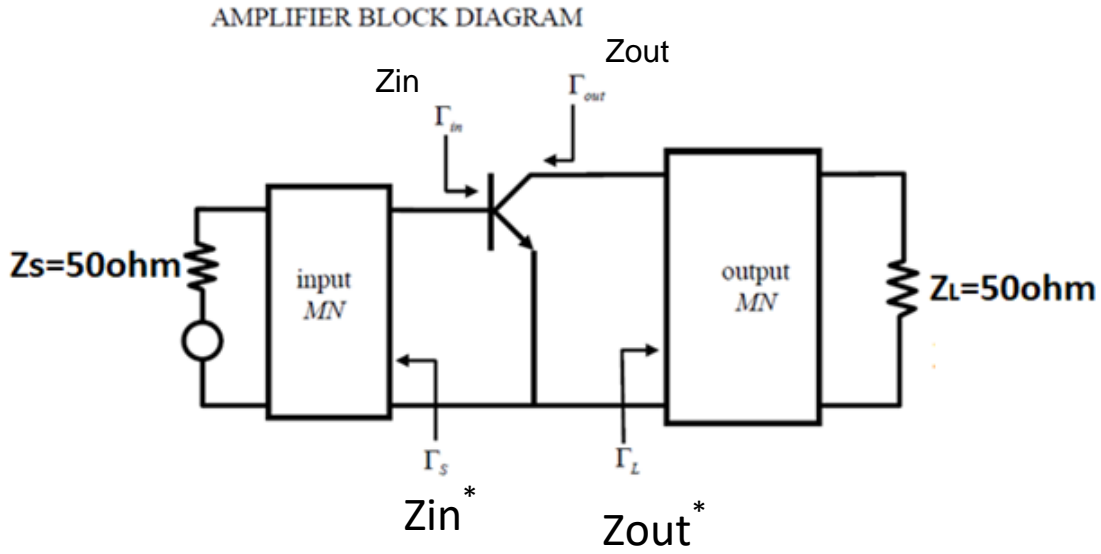 AMPLIFIER BLOCK DIAGRAM
Zout
Zin
Γout
Γin
Zs=50ohm
input
MN
output
MN
ZL=50ohm
ΓS
ΓL
Zin*
Zout*